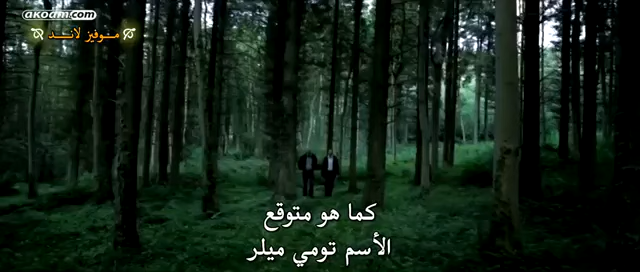 akoam.com
موفيز لاند
كما هو متوقع
الأسم تومي ميلر